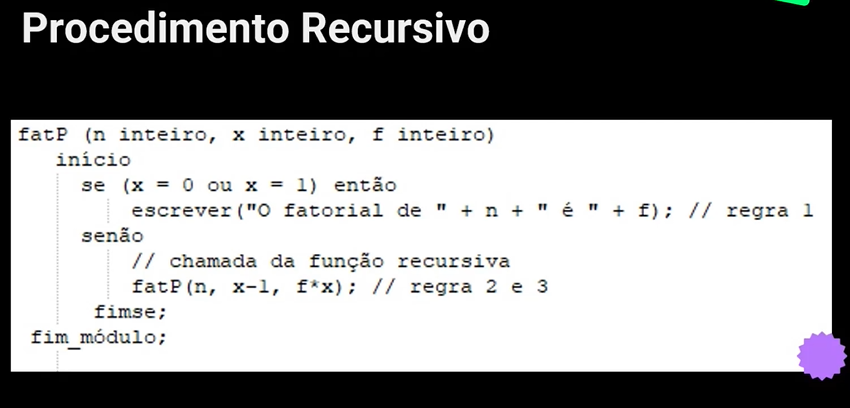 Procedimento Recursivo
fatP (n inteiro, x inteiro, f inteiro)
início
se (x = 0 ou x = 1) então
escrever("O fatorial de " + n + " é " + f); // regra 1
senão
// chamada da função recursiva
fatP(n, x-1, f*x); // regra 2 e 3
fimse;
fim_módulo;